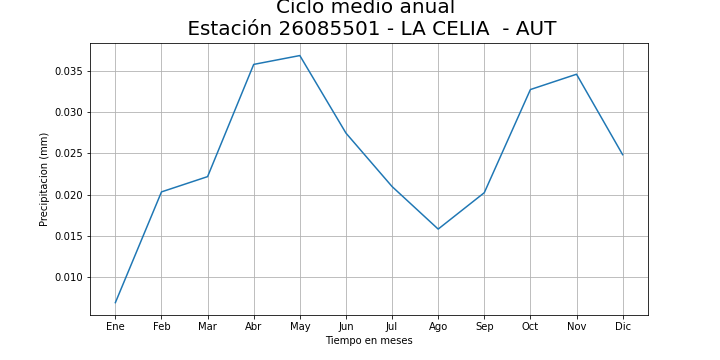 Ciclo medio anual
Estación 26085501 - LA CELIA  - AUT
0.035
0.030
0.025
0.020
0.015
0.010
Precipitacion (mm)
Ene Feb Mar Abr May Jun Jul Ago Sep Oct Nov Dic
Tiempo en meses